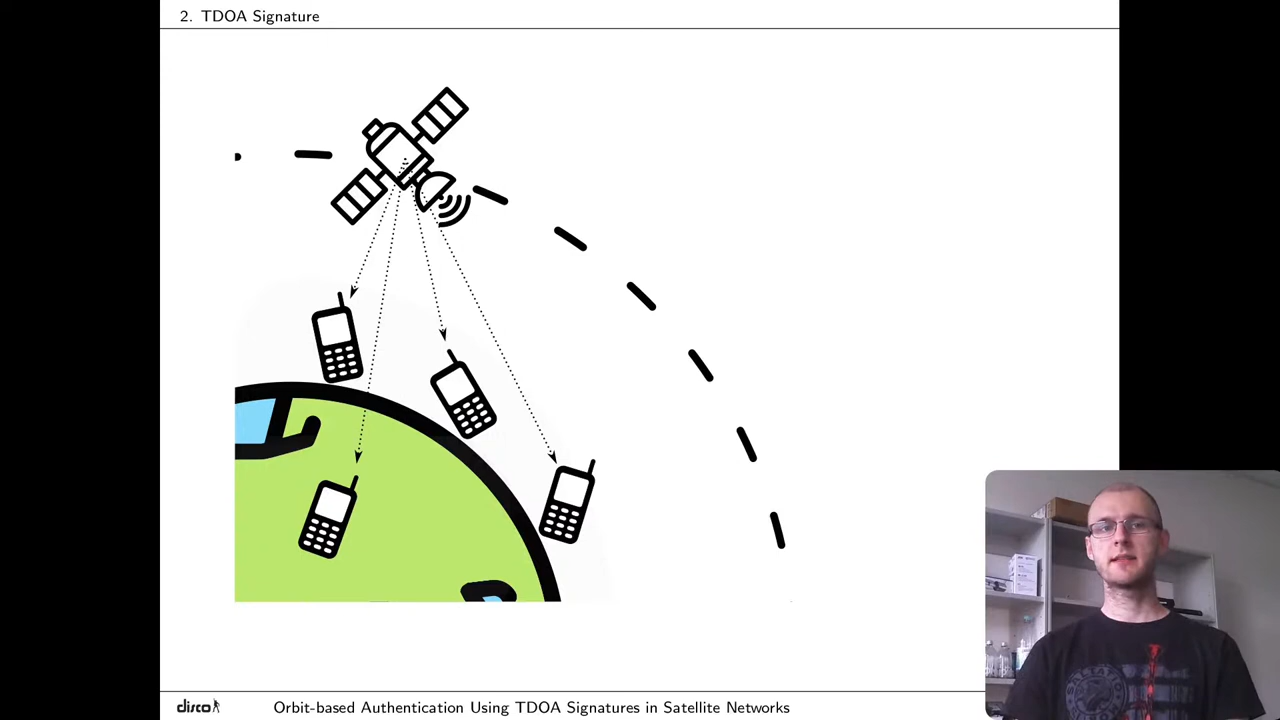 2. TDOA Signature
disco
Orbit-based Authentication Using TDOA Signatures in Satellite Networks